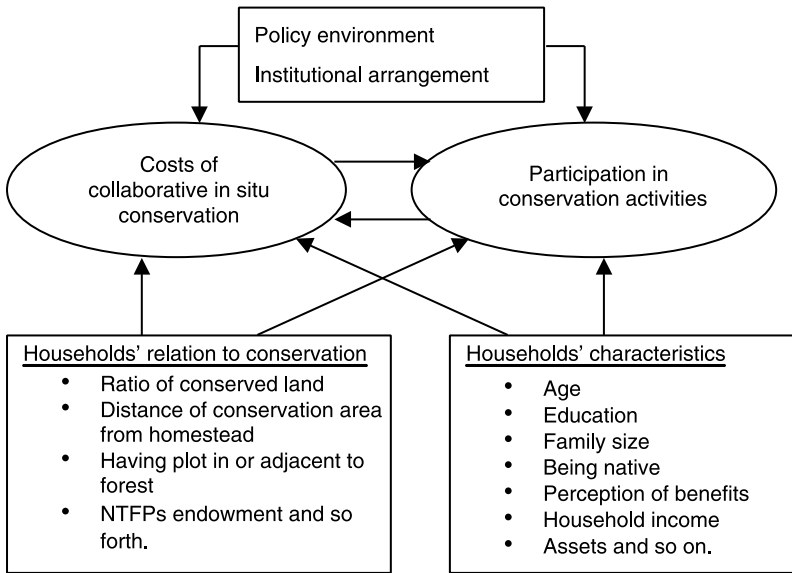 Policy environment
Institutional arrangement
Costs of
collaborative in situ
conservation
Participation in
conservation activities
Households’ relation to conservation
• Ratio of conserved land
• Distance of conservation area
from homestead
• Having plot in or adjacent to
forest
• NTFPs endowment and so
forth.
Households’ characteristics
• Age
• Education
• Family size
• Being native
• Perception of benefits
• Household income
• Assets and so on.